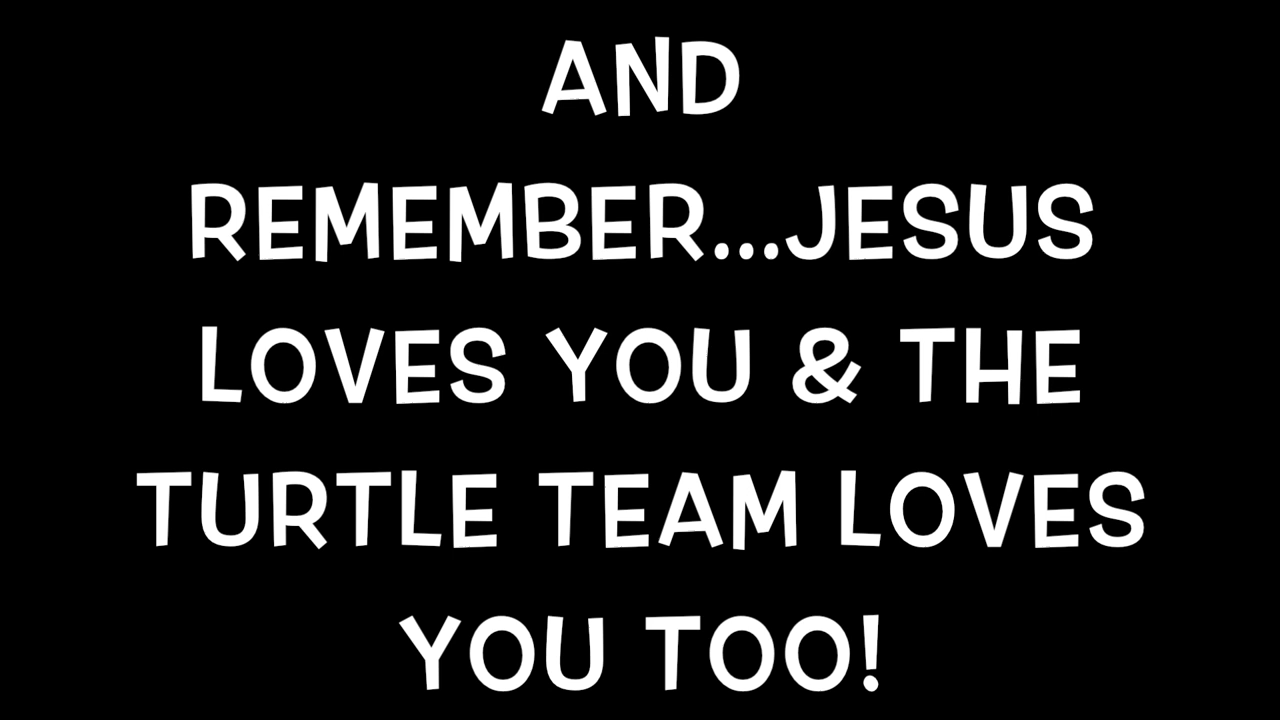 AND
REMEMBER...JESUS
LOVES YOU & THE
TURTLE TEAM LOVES
YOU TOO!